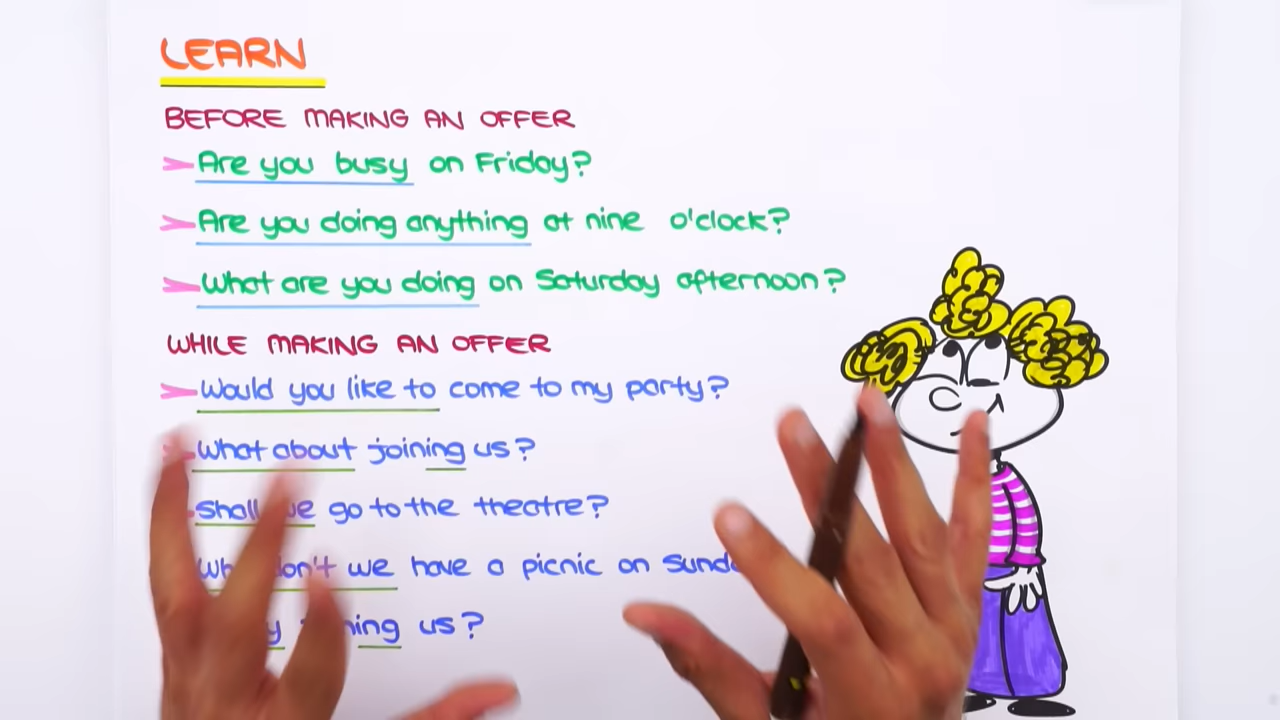 LEARN
BEFORE MAKING AN OFFER
Are you busy on Friday?
Are you doing anything at nine o'clock?
What are you doing on Saturday afternoon?
WHILE MAKING AN OFFER
Would you like to come to my party?
What about joining us?
Shall we go to the theatre?
don't we have a picnic on
us?